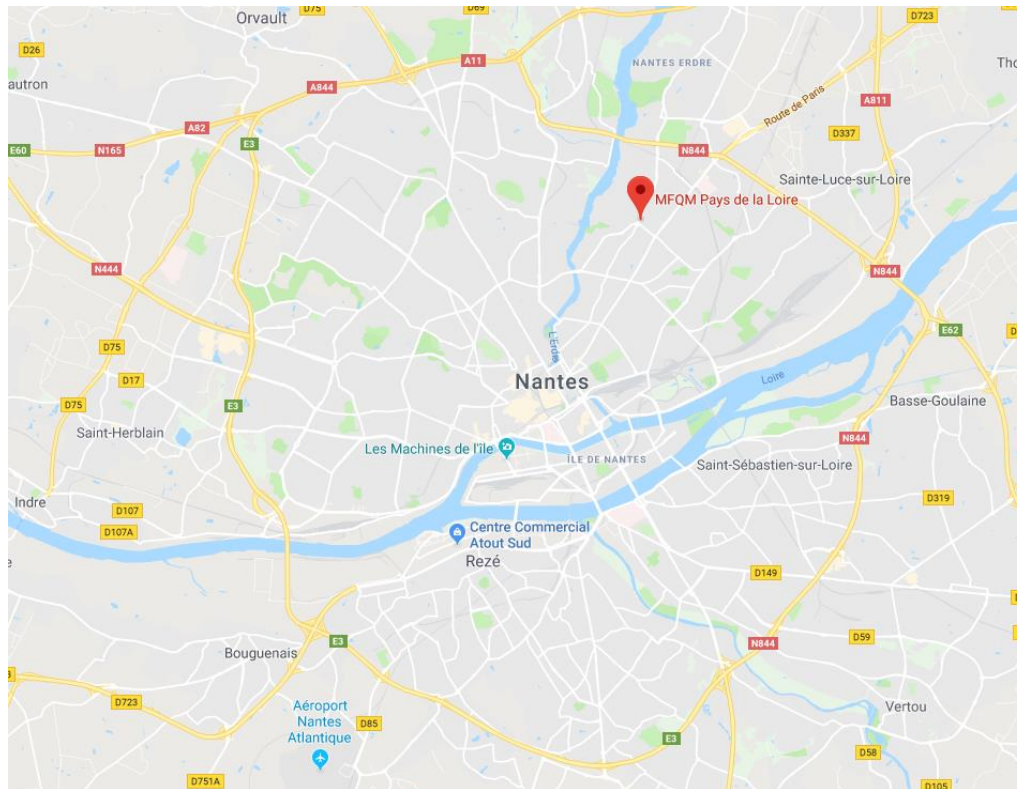 D75
D69
Orvault
D723
D26
A11
NANTES ERDRE
Tho
autron
A844
Route de Paris
A811
A82
D337
E3
E60
N165
N844
Sainte-Luce-sur-Loire
MFQM Pays de la Loire
N444
N844
E62
D
L'Erdre
D75
D17
Nantes
Loire
D75
E3
Basse-Goulaine
Saint-Herblain
N844
Les Machines de l'île
ÎLE DE NANTES
Saint-Sébastien-sur-Loire
Indre
D107
D319
D107A
Centre Commercial
Atout Sud
Rezé
e
D149
D59
E3
N844
Bouguenais
3
D723
Aéroport
Nantes
Atlantique
D85
Vertou
E3
D58
D751A
D105